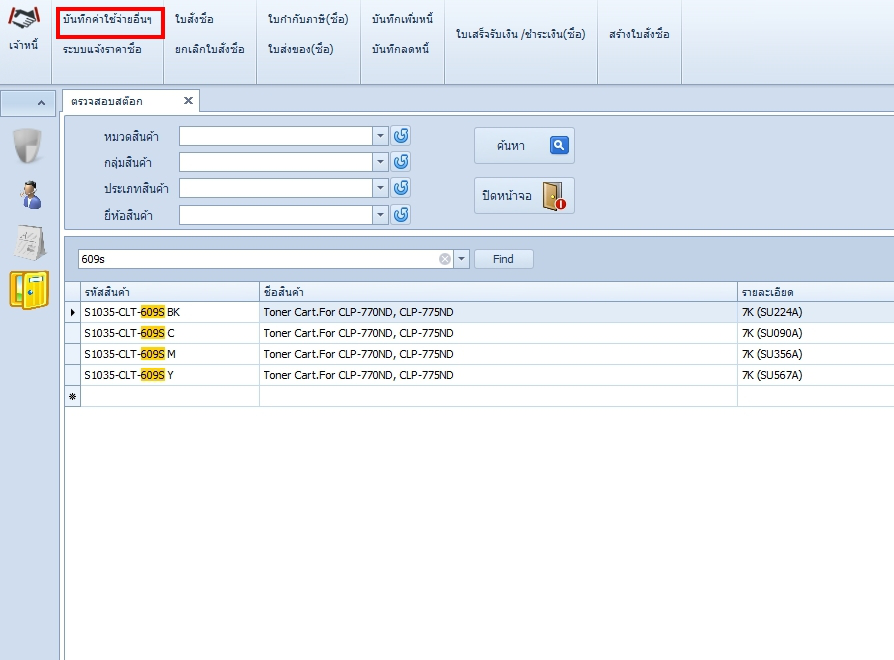 เจ้าหนี้
บันทึกค่าใช้จ่ายอื่นๆ
ระบบแจ้งราคาซื้อ
ใบสั่งซื้อ
ยกเลิกใบสั่งซื้อ
ใบกำกับภาษี(ซื้อ)
ใบส่งของ(ซื้อ)
บันทึกเพิ่มหนี้
บันทึกลดหนี้
ใบเสร็จรับเงิน /ชำระเงิน(ซื้อ)
สร้างใบสั่งซื้อ
ตรวจสอบสต๊อก
หมวดสินค้า
กลุ่มสินค้า
ประเภทสินค้า
ยี่ห้อสินค้า
ค้นหา
ปิดหน้าจอ
609s
Find
รหัสสินค้า ชื่อสินค้า รายละเอียด
S1035-CLT-609S BK Toner Cart.For CLP-770ND, CLP-775ND 7K (SU224A)
S1035-CLT-609S C Toner Cart.For CLP-770ND, CLP-775ND 7K (SU090A)
S1035-CLT-609S M Toner Cart.For CLP-770ND, CLP-775ND 7K (SU356A)
S1035-CLT-609S Y Toner Cart.For CLP-770ND, CLP-775ND 7K (SU567A)